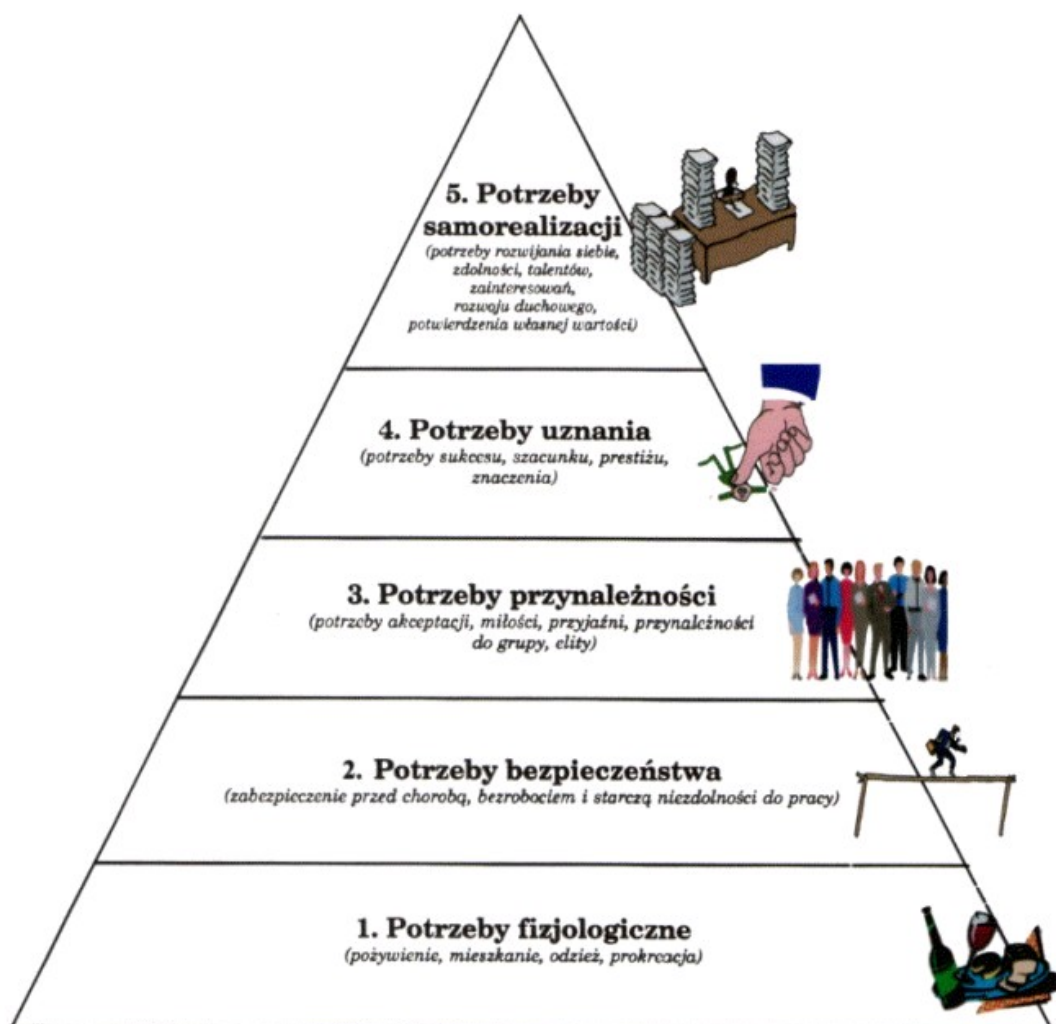 5. Potrzeby
samorealizacji
(potrzeby rozwijania siebie,
zdolności, talentów,
zainteresowań,
rozwoju duchowego,
potwierdzenia własnej wartości)
4. Potrzeby uznania
(potrzeby sukcesu, szacunku, prestiżu,
znaczenia)
3. Potrzeby przynależności
(potrzeby akceptacji, miłości, przyjaźni, przynależności
do grupy, elity)
2. Potrzeby bezpieczeństwa
(zabezpieczenie przed chorobą, bezrobociem i starczą niezdolności do pracy)
1. Potrzeby fizjologiczne
(pożywienie, mieszkanie, odzież, prokreacja)